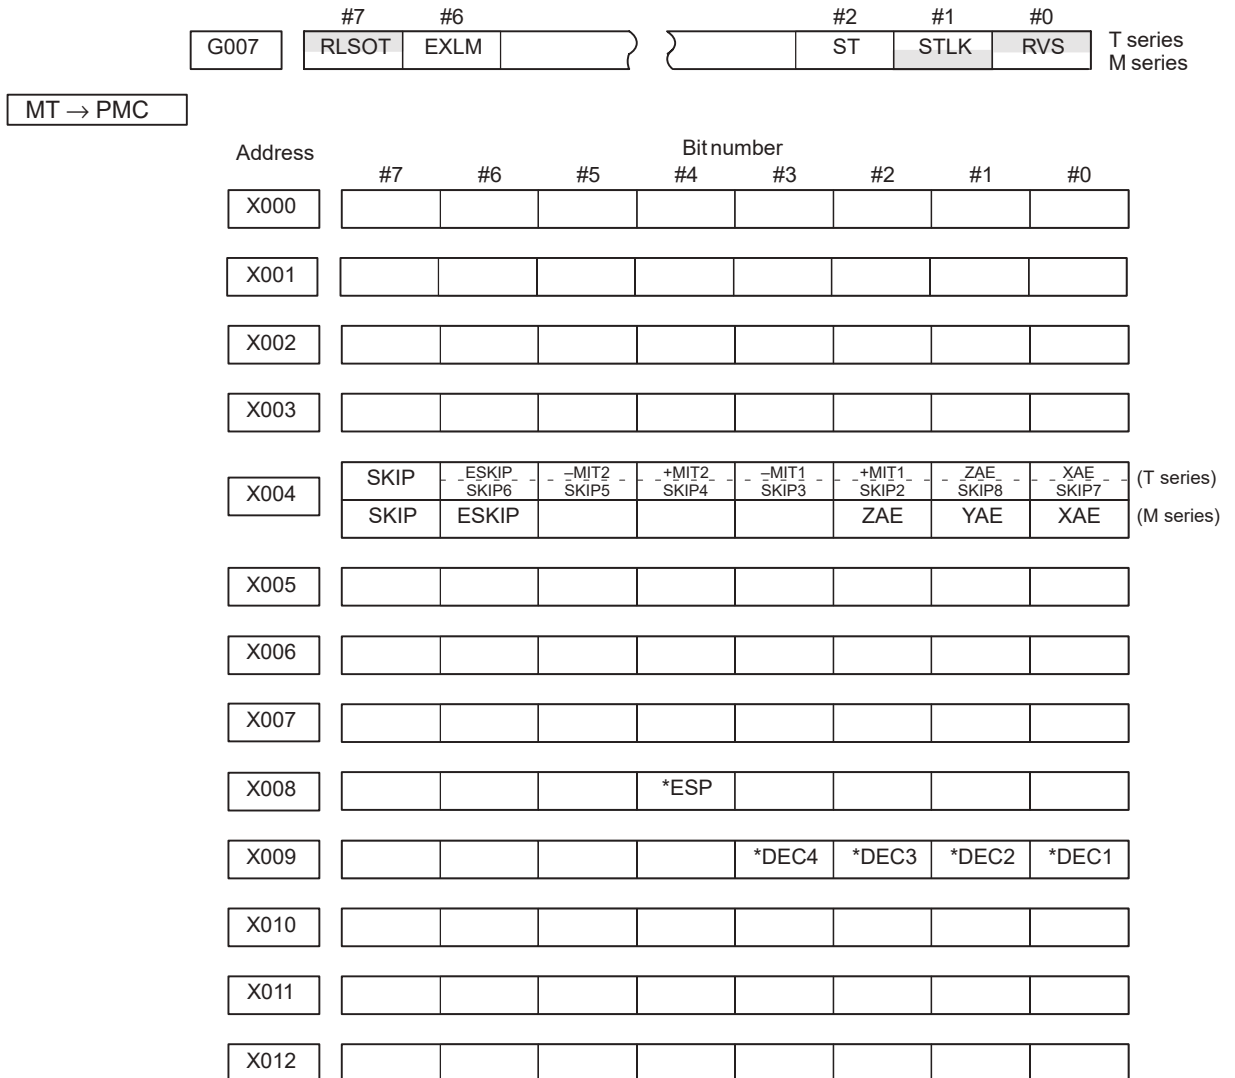 #7 #6 #2 #1 #0
G007 RLSOT EXLM ST STLK RVS T series
M series
MT → PMC
Address Bit number
#7 #6 #5 #4 #3 #2 #1 #0
X000
X001
X002
X003
X004 SKIP ESKIP –MIT2 +MIT2 –MIT1 +MIT1 ZAE XAE (T series)
SKIP6 SKIP5 SKIP4 SKIP3 SKIP2 SKIP8 SKIP7
SKIP ESKIP ZAE YAE XAE (M series)
X005
X006
X007
X008 *ESP
X009 *DEC4 *DEC3 *DEC2 *DEC1
X010
X011
X012